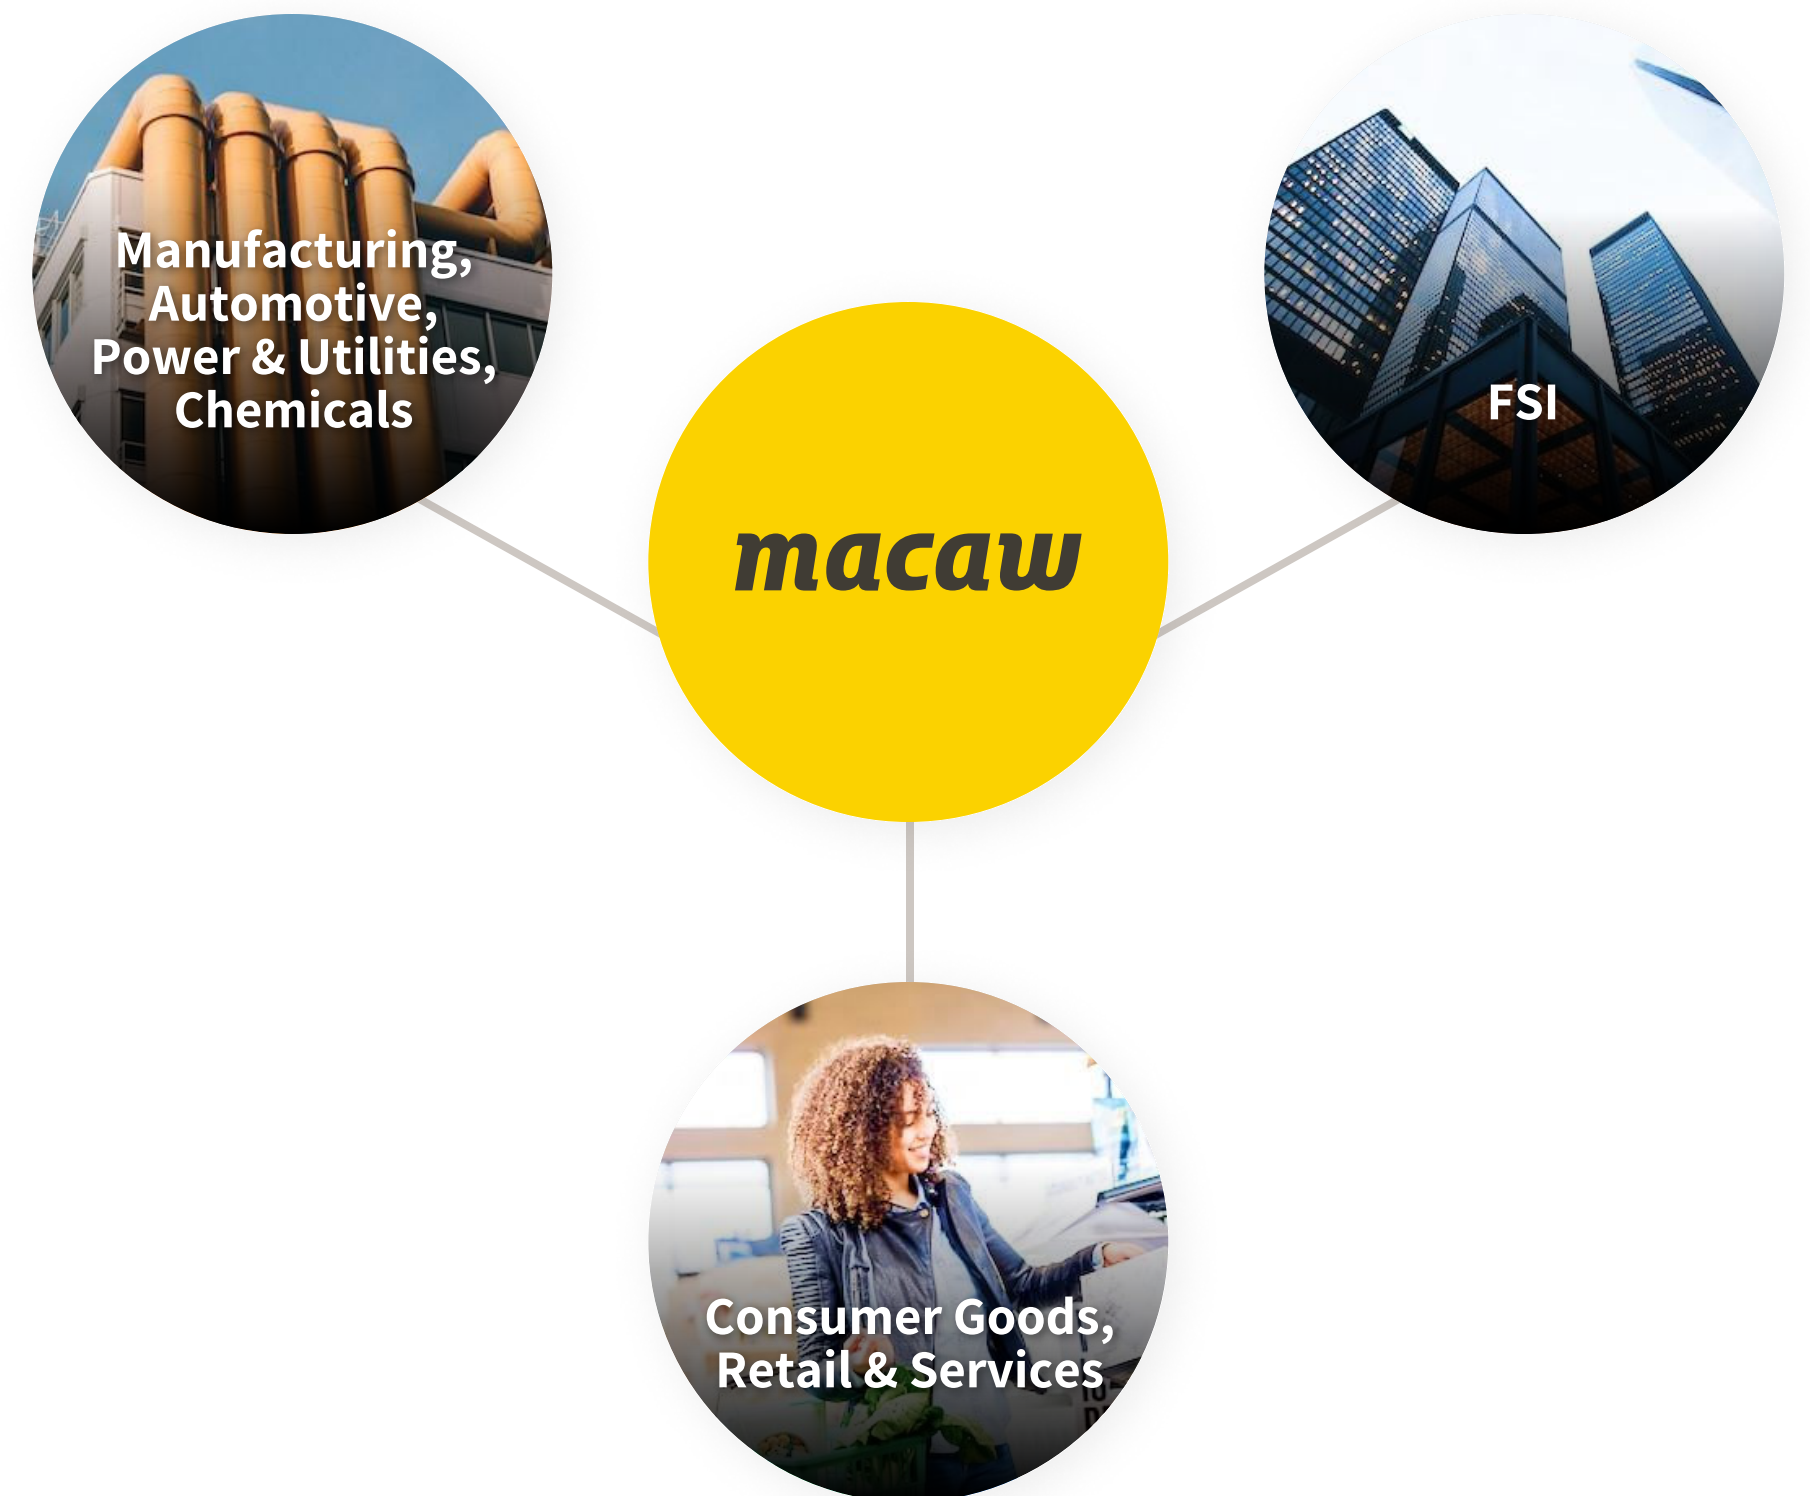 Manufacturing,
Automotive,
Power & Utilities,
Chemicals
FSI
macaw
Consumer Goods,
Retail & Services